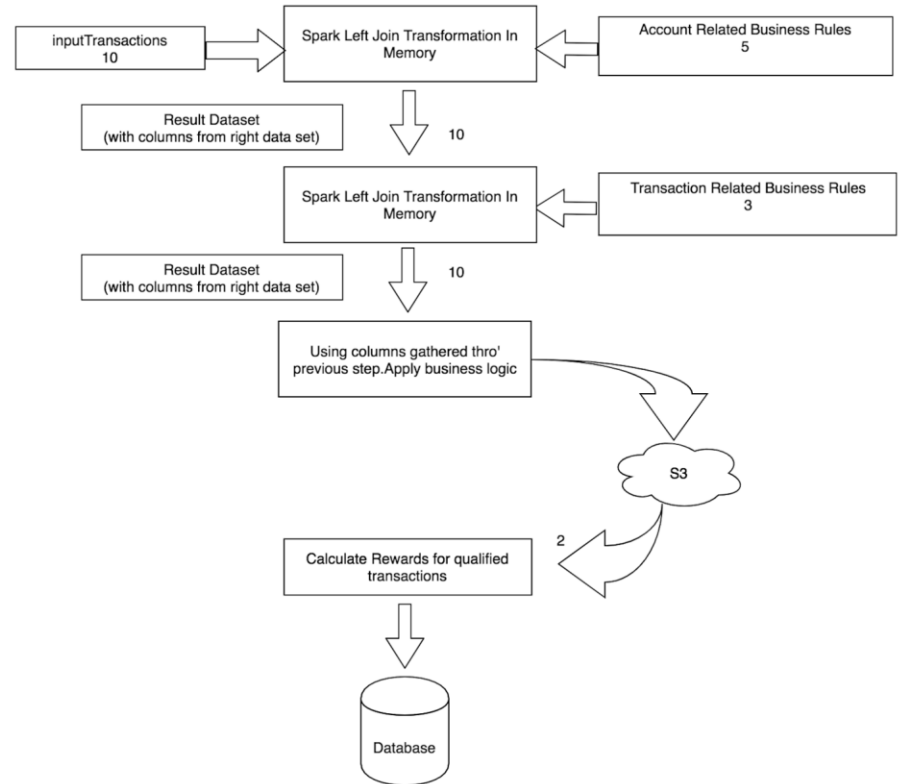 inputTransactions
10
Spark Left Join Transformation In
Memory
Account Related Business Rules
5
Result Dataset
(with columns from right data set)
10
Spark Left Join Transformation In
Memory
Transaction Related Business Rules
3
Result Dataset
(with columns from right data set)
10
Using columns gathered thro'
previous step.Apply business logic
S3
2
Calculate Rewards for qualified
transactions
Database